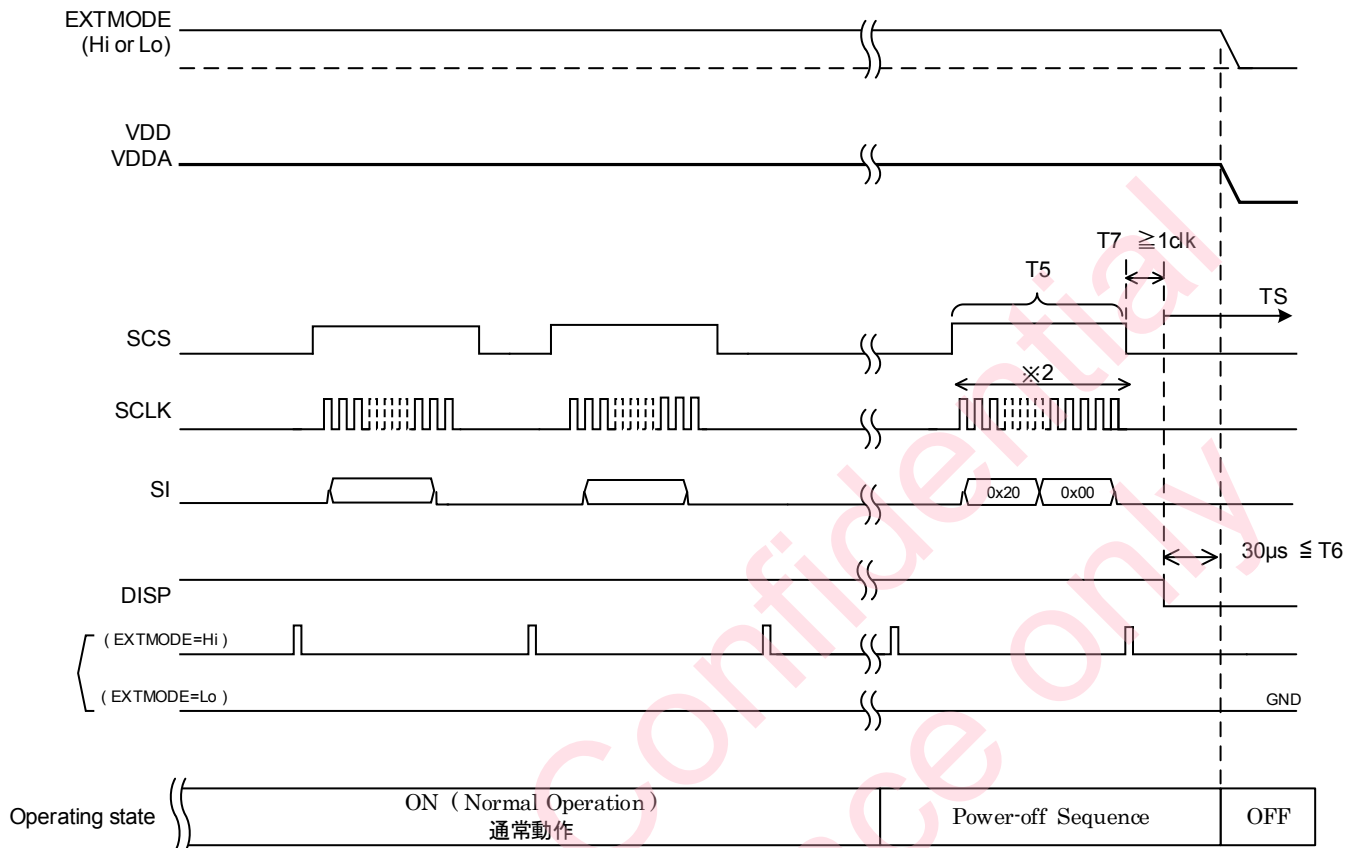 EXTMODE
(Hi or Lo)
VDD
VDDA
T7 ≧1clk
T5
TS
SCS
※2
SCLK
SI
0x20
0x00
30μs ≦ T6
DISP
( EXTMODE=Hi )
( EXTMODE=Lo )
GND
Operating state
ON ( Normal Operation )
通常動作
Power-off Sequence
OFF
Confidential
only